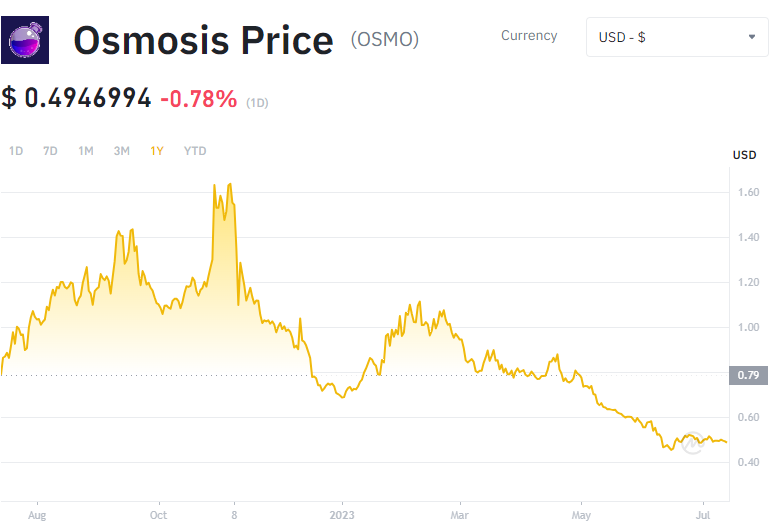 Osmosis Price (OSMO)
Currency
USD - $
$ 0.4946994 -0.78% (1D)
1D 7D 1M 3M 1Y YTD
USD
1.60
1.40
1.20
1.00
0.79
0.60
0.40
Aug Oct 8 2023 Mar May Jul